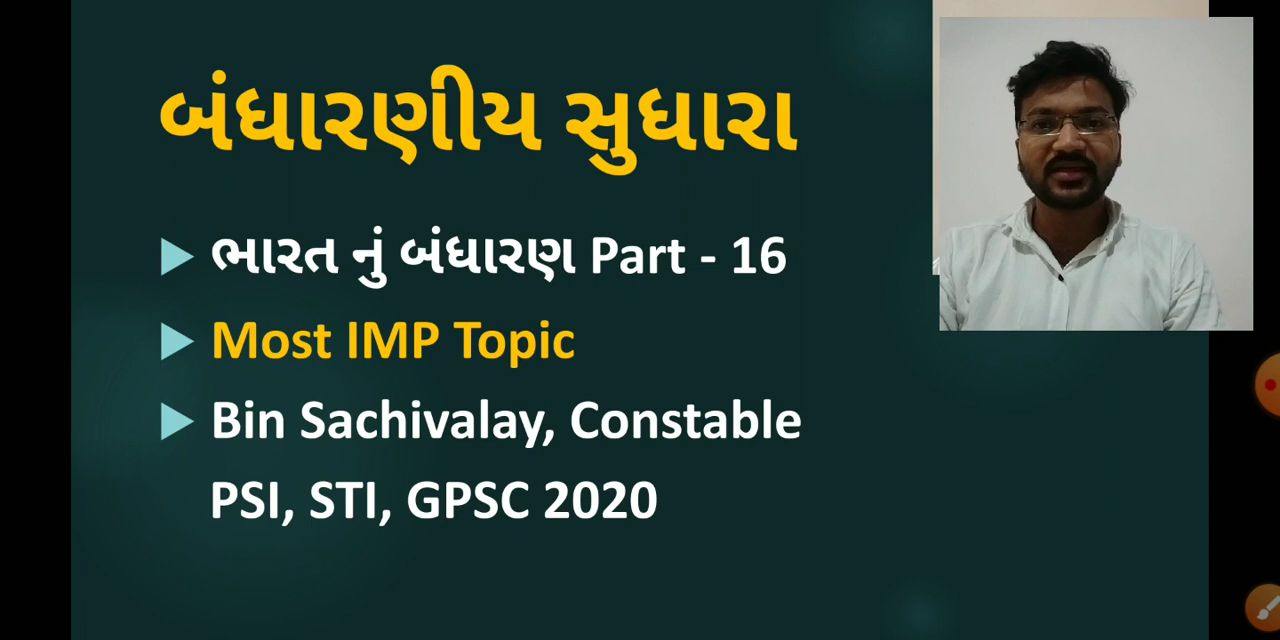 બંધારણીય સુધારા
ભારત નું બંધારણ Part - 16
Most IMP Topic
Bin Sachivalay, Constable
PSI, STI, GPSC 2020